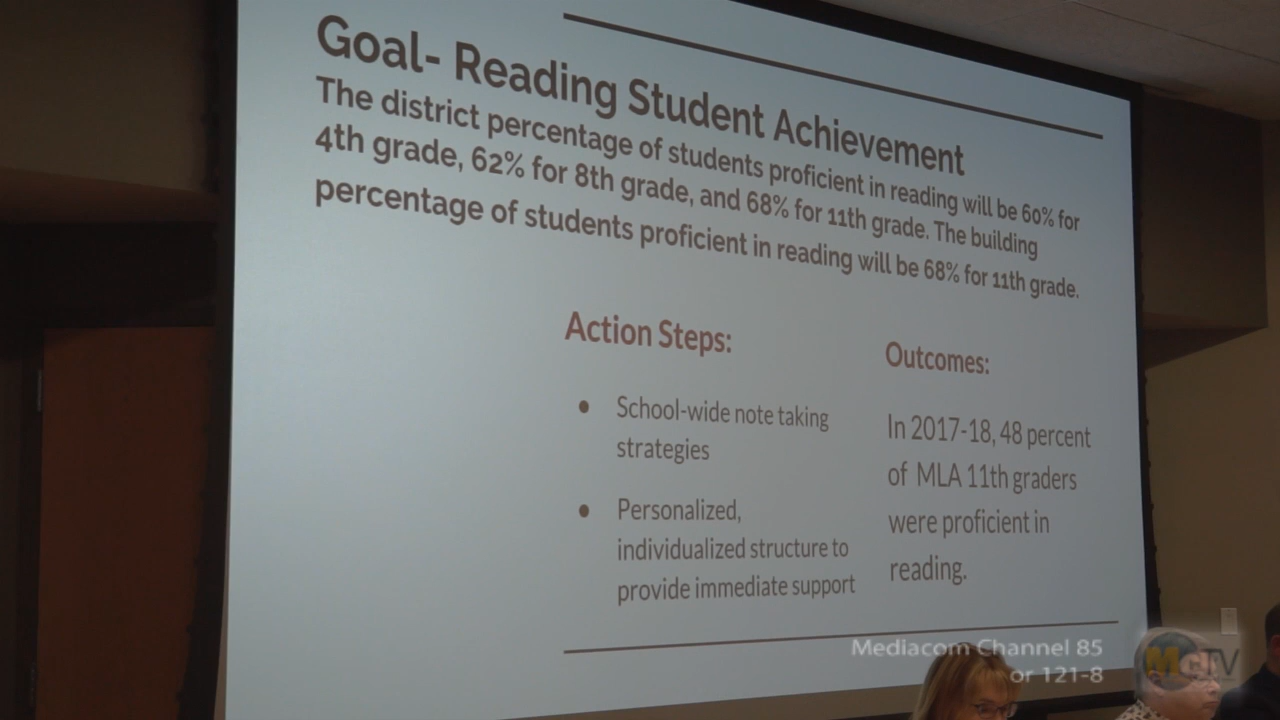 Goal- Reading Student Achievement
The district percentage of students proficient in reading will be 60% for
4th grade, 62% for 8th grade, and 68% for 11th grade. The building
percentage of students proficient in reading will be 68% for 11th grade.
Action Steps:
● School-wide note taking
strategies
● Personalized,
individualized structure to
provide immediate support
Outcomes:
In 2017-18, 48 percent
of MLA 11th graders
were proficient in
reading.
Mediacom Channel 85
or 121-8
McTV